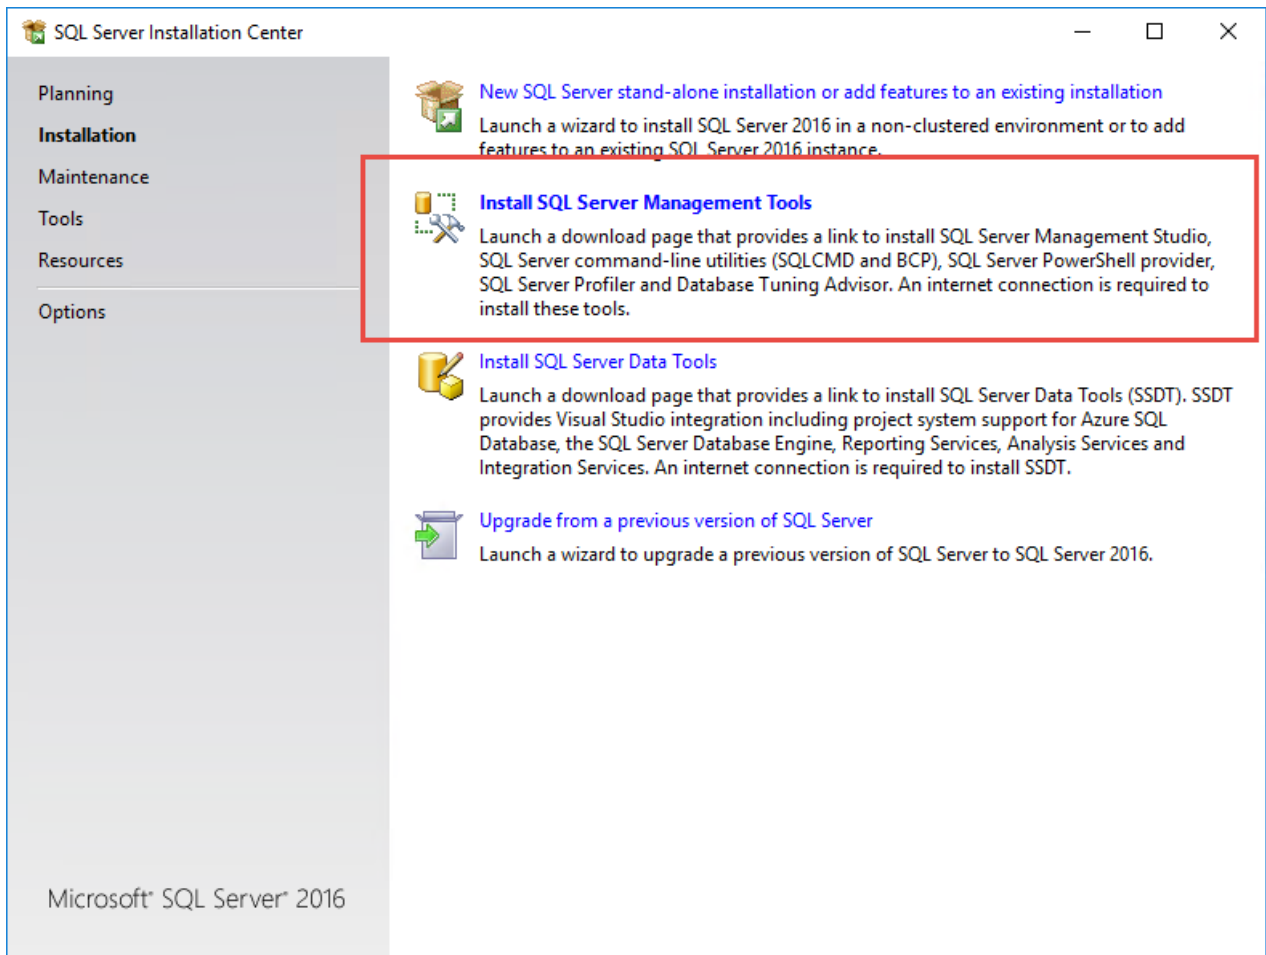 SQL Server Installation Center
Planning
Installation
Maintenance
Tools
Resources
Options
New SQL Server stand-alone installation or add features to an existing installation
Launch a wizard to install SQL Server 2016 in a non-clustered environment or to add
features to an existing SQL Server 2016 instance.
Install SQL Server Management Tools
Launch a download page that provides a link to install SQL Server Management Studio,
SQL Server command-line utilities (SQLCMD and BCP), SQL Server PowerShell provider,
SQL Server Profiler and Database Tuning Advisor. An internet connection is required to
install these tools.
Install SQL Server Data Tools
Launch a download page that provides a link to install SQL Server Data Tools (SSDT). SSDT
provides Visual Studio integration including project system support for Azure SQL
Database, the SQL Server Database Engine, Reporting Services, Analysis Services and
Integration Services. An internet connection is required to install SSDT.
Upgrade from a previous version of SQL Server
Launch a wizard to upgrade a previous version of SQL Server to SQL Server 2016.
Microsoft® SQL Server® 2016